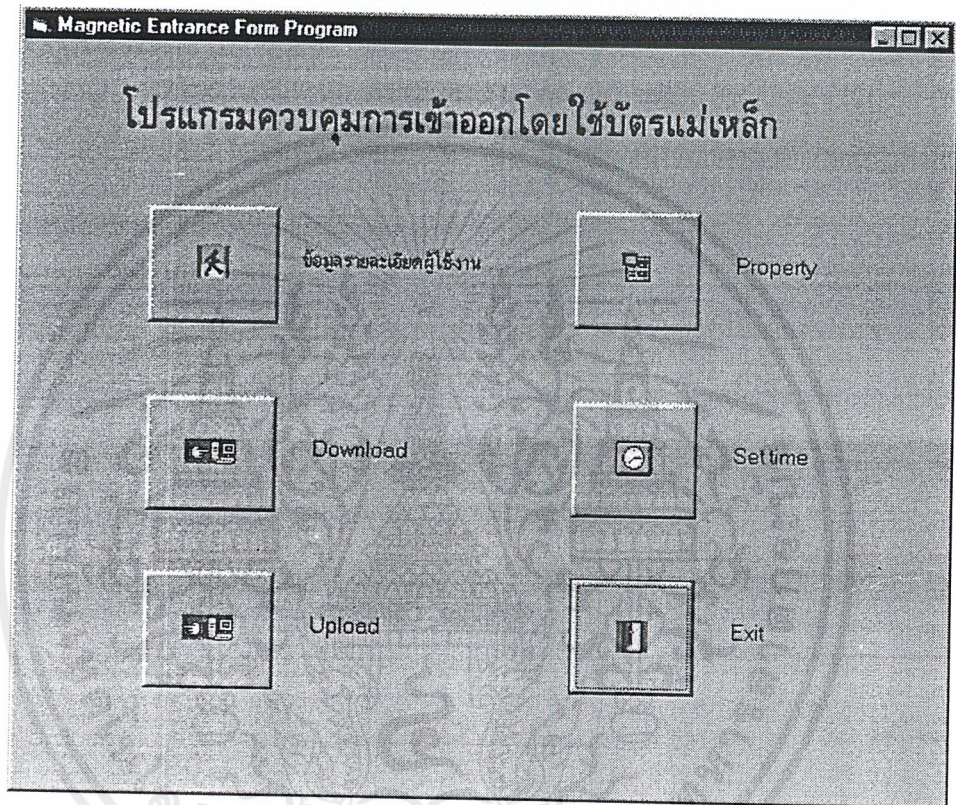 Magnetic Entrance Form Program
โปรแกรมควบคุมการเข้าออกโดยใช้บัตรแม่เหล็ก
ข้อมูลรายละเอียดผู้ใช้งาน
Property
Download
Set time
Upload
Exit